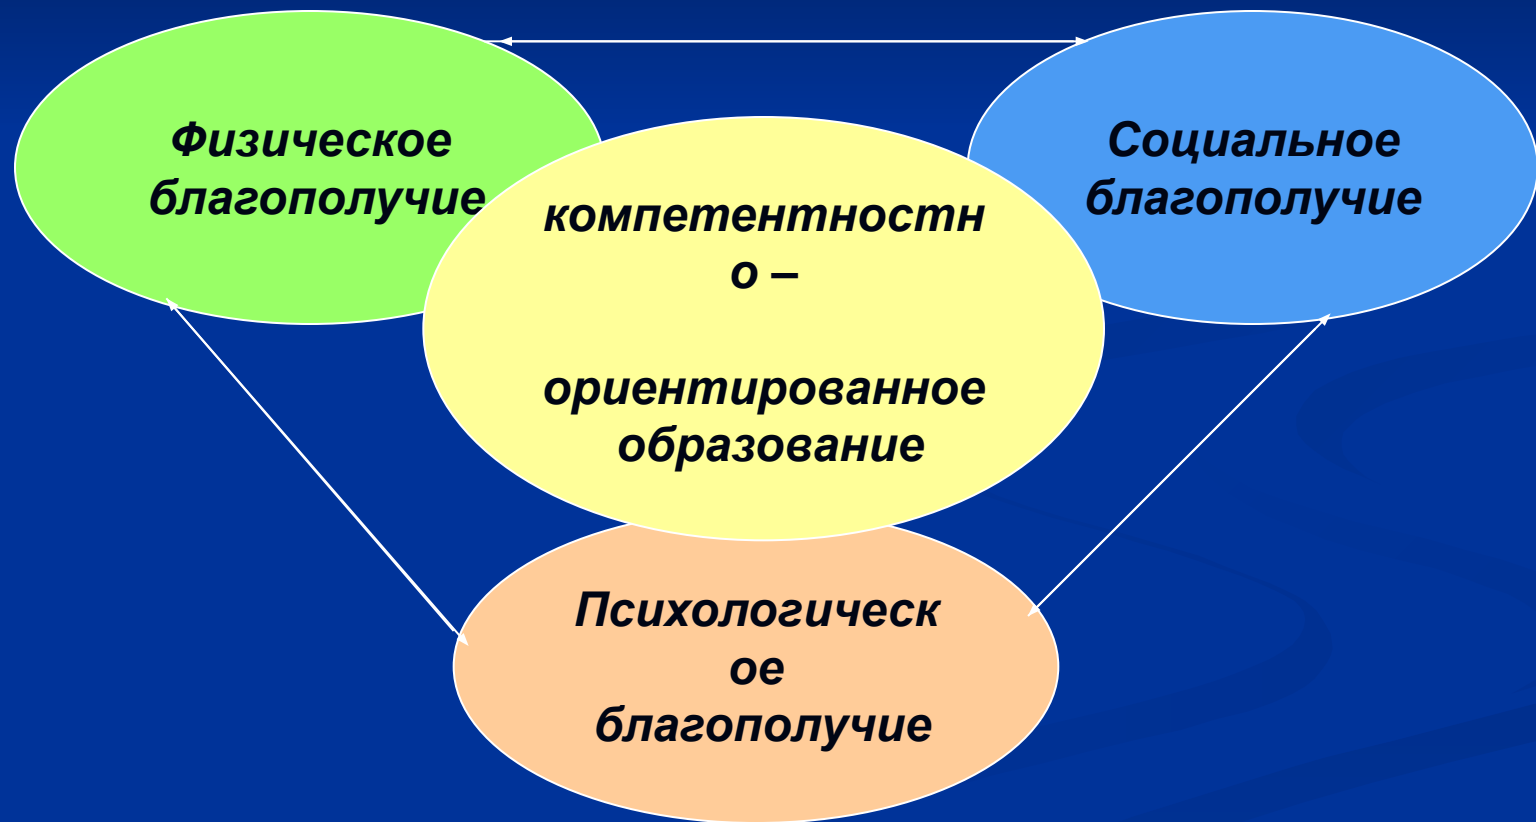 Физическое
благополучие
Социальное
благополучие
компетентностн
о –
ориентированное
образование
Психологическ
ое
благополучие